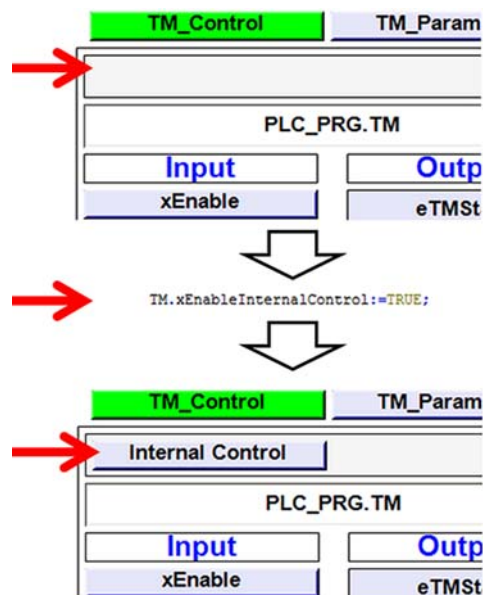 TM_Control TM_Param
PLC_PRG.TM
Input Outp
xEnable eTMSt
TM.xEnableInternalControl:=TRUE;
TM_Control TM_Param
Internal Control
PLC_PRG.TM
Input Outp
xEnable eTMSt